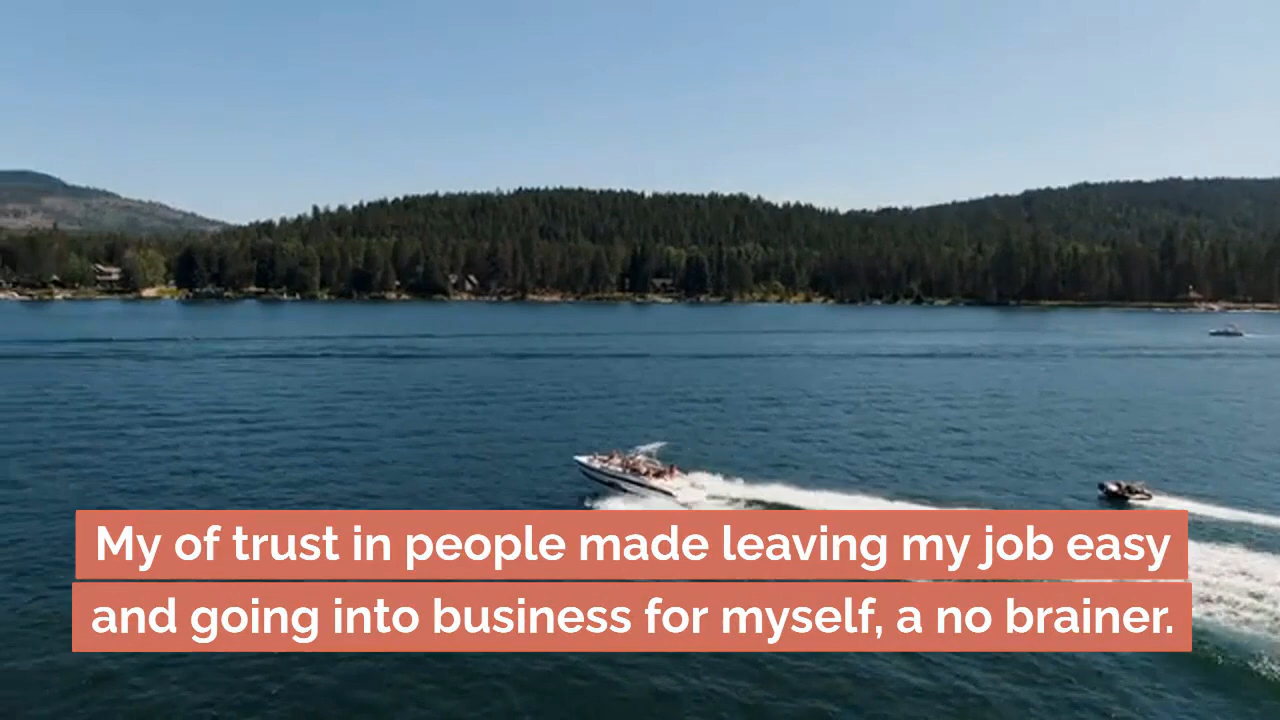 My of trust in people made leaving my job easy
and going into business for myself, a no brainer.